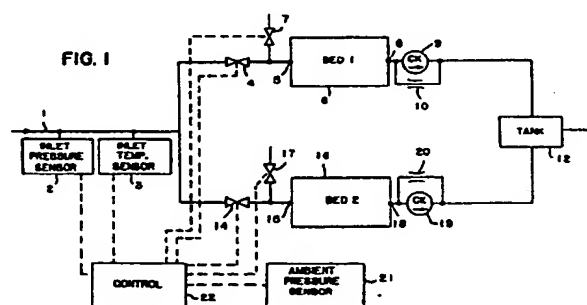 FIG. 1
7
1
4
5
BED 1
6
8
CK
9
10
INLET
PRESSURE
SENSOR
2
INLET
TEMP.
SENSOR
3
TANK
12
17
14
15
16
BED 2
18
20
CK
19
CONTROL
22
AMBIENT
PRESSURE
SENSOR
21